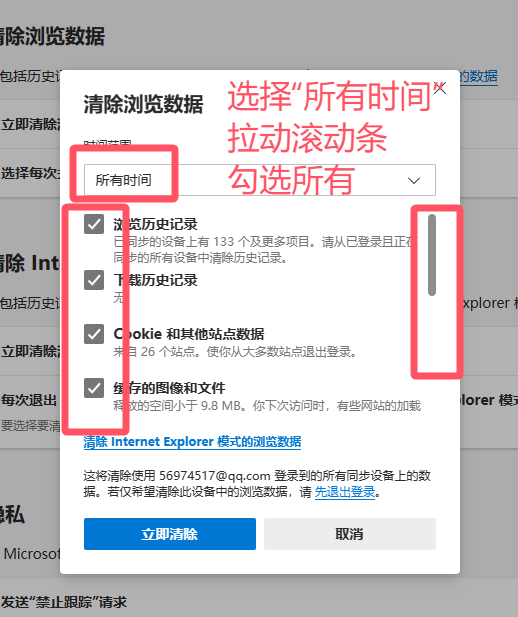 清除浏览数据
包括历史记
的数据
选择“所有时间”
清除浏览数据
拉动滚动条
立即清除
时间范围
勾选所有
选择每次关
所有时间
浏览历史记录
已同步的设备上有 133 个及更多项目。请从已登录且正在
同步的所有设备中清除历史记录。
清除 Int
下载历史记录
无
包括历史记
xplorer 模
Cookie 和其他站点数据
来自 26 个站点。使你从大多数站点退出登录。
立即清除
缓存的图像和文件
每次退出
orer 模式
释放的空间小于 9.8 MB。你下次访问时，有些网站的加载
要选择要清
清除 Internet Explorer 模式的浏览数据
这将清除使用 56974517@qq.com 登录到的所有同步设备上的数
据。若仅希望清除此设备中的浏览数据，请 先退出登录。
隐私
立即清除
取消
Microsof
发送“禁止跟踪”请求